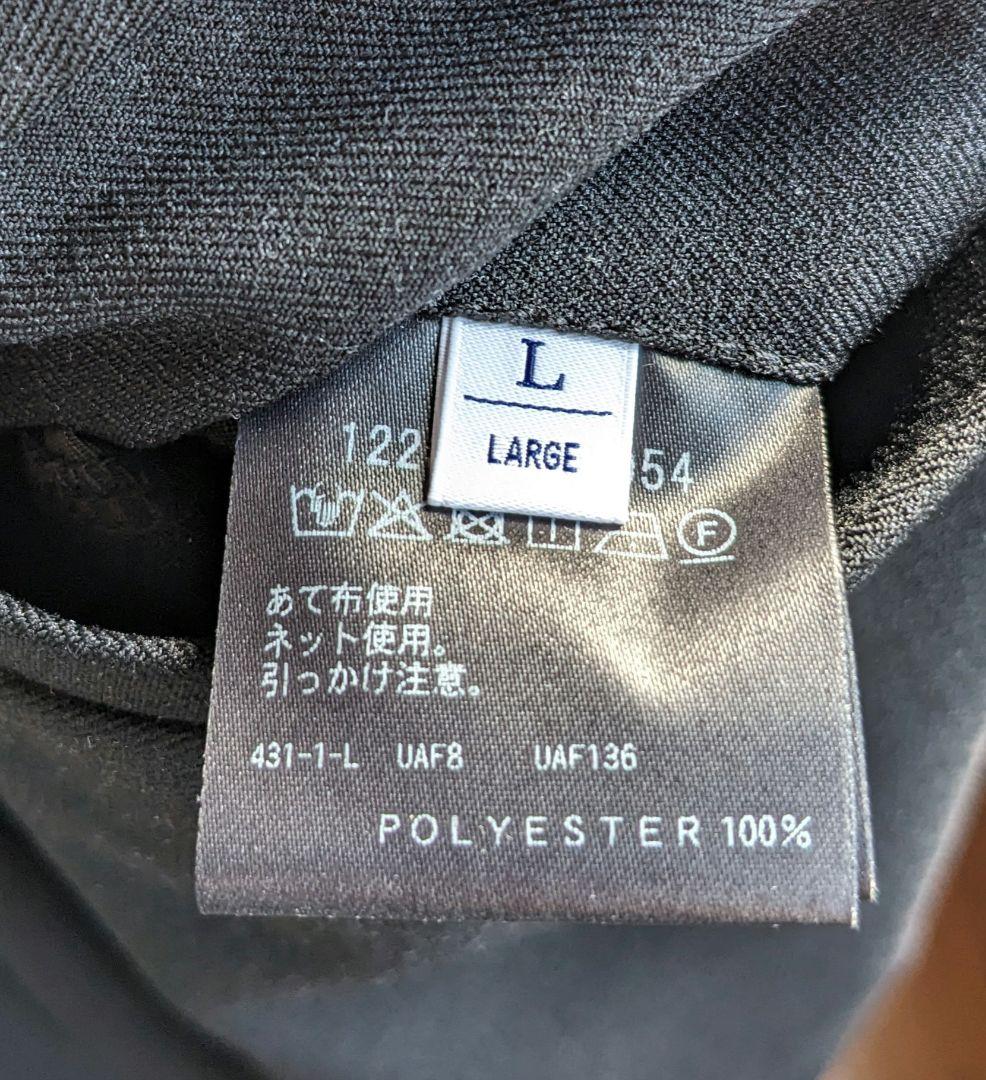 L
LARGE
122 54
あて布使用
ネット使用。
引っかけ注意。
431-1-L UAF8 UAF136
POLYESTER 100%
F